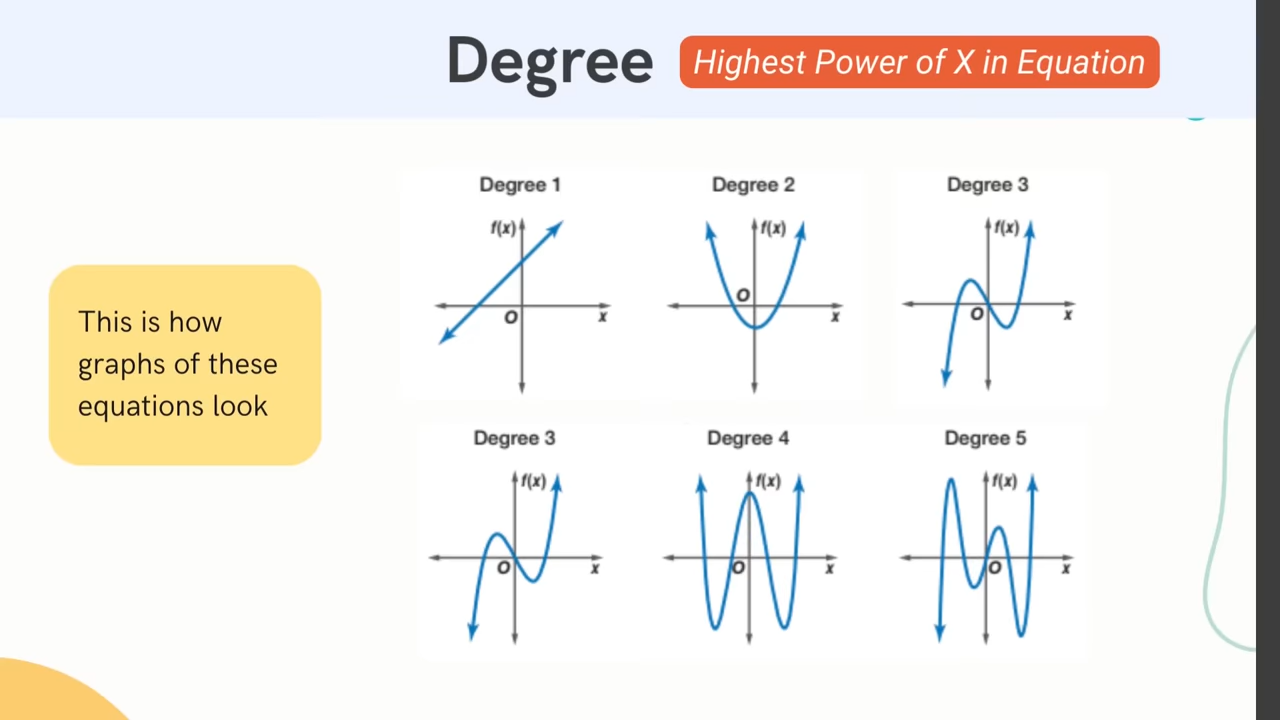 Degree
Highest Power of X in Equation
This is how
graphs of these
equations look
Degree 1
f(x)
O
x
Degree 2
f(x)
O
x
Degree 3
f(x)
O
x
Degree 3
f(x)
O
x
Degree 4
f(x)
O
x
Degree 5
f(x)
O
x